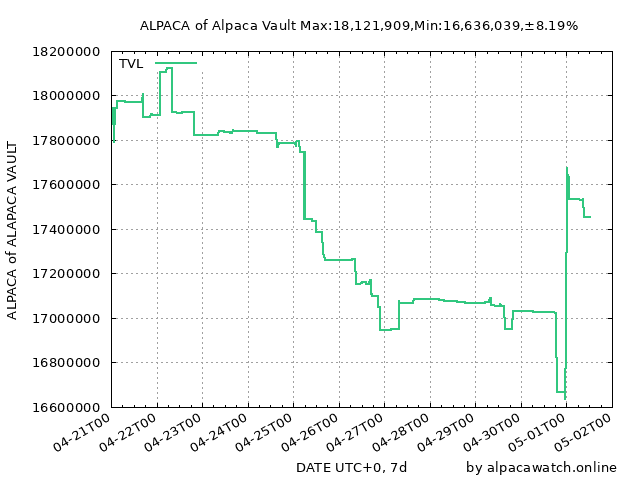 ALPACA of Alpaca Vault Max:18,121,909,Min:16,636,039,±8.19%
TVL
ALPACA of ALAPACA VAULT
18200000
18000000
17800000
17600000
17400000
17200000
17000000
16800000
16600000
04-21T00
04-22T00
04-23T00
04-24T00
04-25T00
04-26T00
04-27T00
04-28T00
04-29T00
04-30T00
05-01T00
05-02T00
DATE UTC+0, 7d
by alpacawatch.online